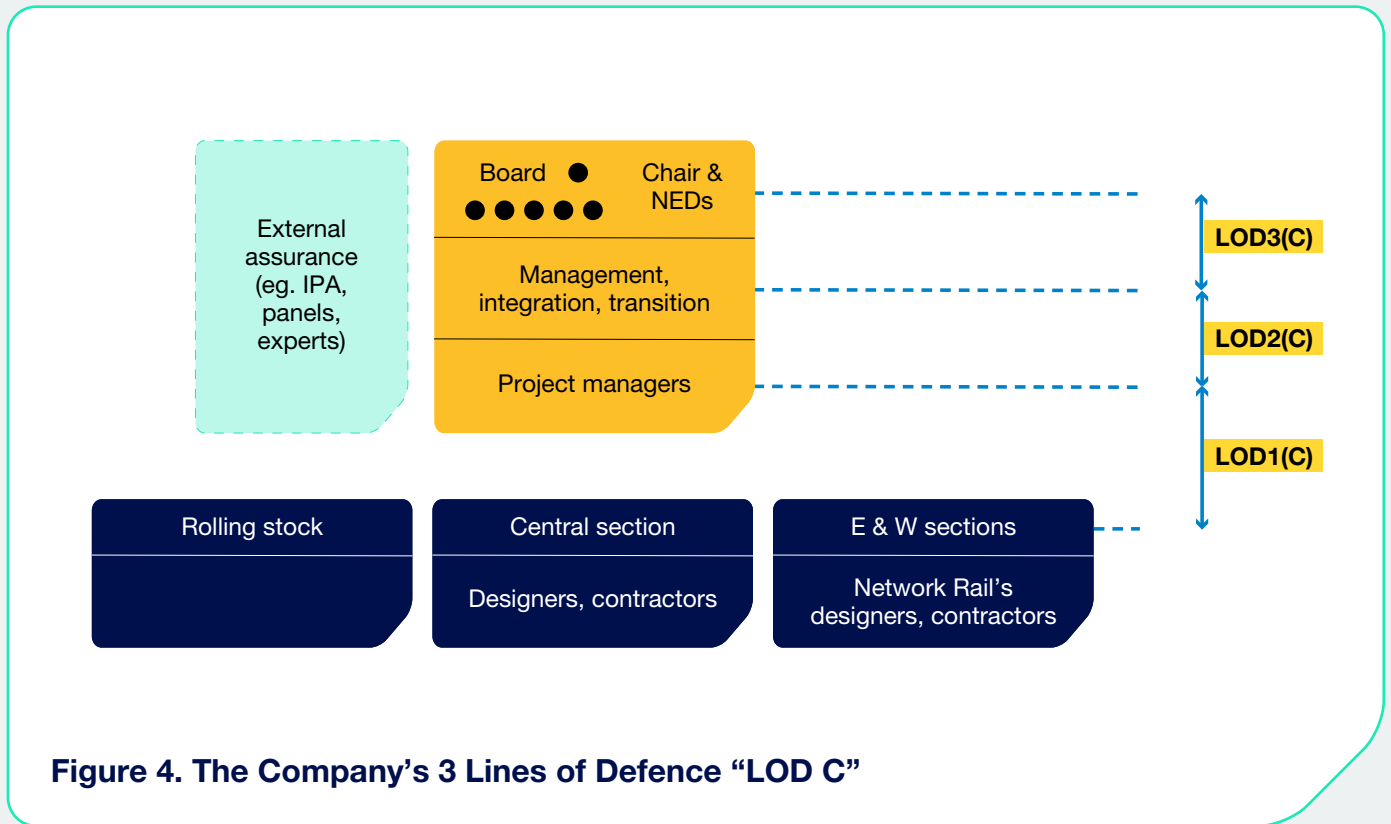 External
assurance
(eg. IPA,
panels,
experts)
Board
Chair &
NEDs
Management,
integration, transition
Project managers
LOD3(C)
LOD2(C)
LOD1(C)
Rolling stock
Central section
Designers, contractors
E & W sections
Network Rail’s
designers, contractors
Figure 4. The Company’s 3 Lines of Defence “LOD C”